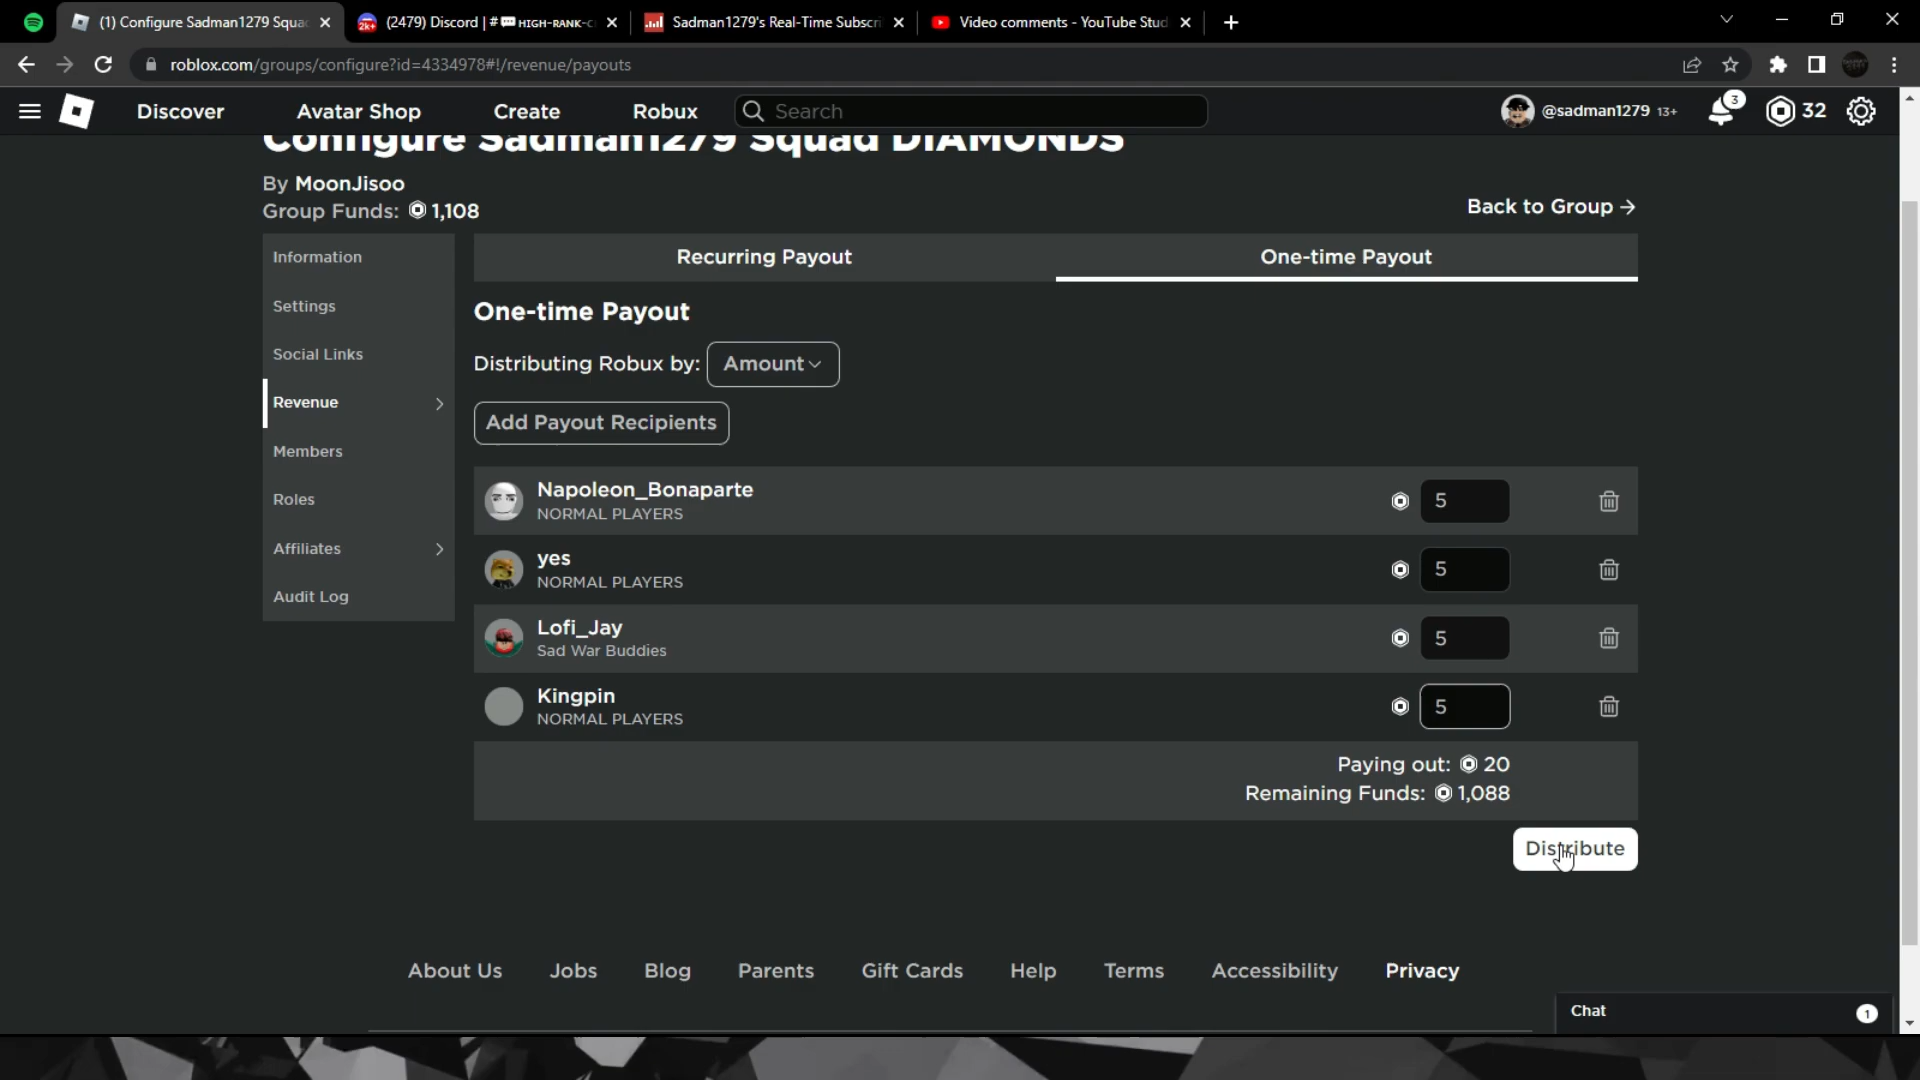 (1) Configure Sadman1279 Squa
(2479) Discord | #💬HIGH-RANK-C
Sadman1279's Real-Time Subscri
Video comments - YouTube Stud
roblox.com/groups/configure?id=4334978#!/revenue/payouts
Discover
Avatar Shop
Create
Robux
Search
@sadman1279 13+
3
32
Configure Sadman1279 Squad DIAMONDS
By MoonJisoo
Group Funds: 1,108
Back to Group →
Information
Settings
Social Links
Revenue
Members
Roles
Affiliates
Audit Log
Recurring Payout
One-time Payout
One-time Payout
Distributing Robux by: Amount
Add Payout Recipients
Napoleon_Bonaparte
NORMAL PLAYERS
5
yes
NORMAL PLAYERS
5
Lofi_Jay
Sad War Buddies
5
Kingpin
NORMAL PLAYERS
5
Paying out: 20
Remaining Funds: 1,088
Distribute
About Us
Jobs
Blog
Parents
Gift Cards
Help
Terms
Accessibility
Privacy
Chat
1